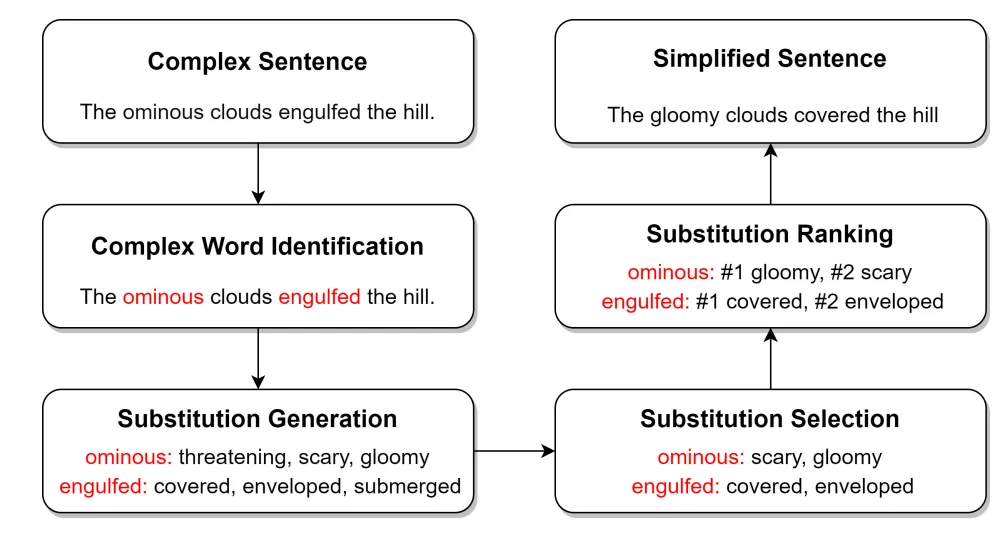 Complex Sentence
The ominous clouds engulfed the hill.
Complex Word Identification
The ominous clouds engulfed the hill.
Substitution Generation
ominous: threatening, scary, gloomy
engulfed: covered, enveloped, submerged
Substitution Selection
ominous: scary, gloomy
engulfed: covered, enveloped
Substitution Ranking
ominous: #1 gloomy, #2 scary
engulfed: #1 covered, #2 enveloped
Simplified Sentence
The gloomy clouds covered the hill